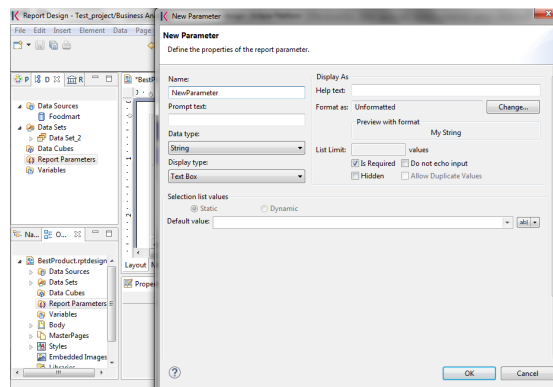 Report Design - Test_project/Business An
File Edit Insert Element Data Page
P D R
Data Sources
Foodmart
Data Sets
Data Set_2
Data Cubes
Report Parameters
Variables
Na... O...
BestProduct.rptdesign
Data Sources
Data Sets
Data Cubes
Report Parameters
Variables
Body
MasterPages
Styles
Embedded Images
Libraries
*BestP
Layout
Proper
New Parameter
New Parameter
Define the properties of the report parameter.
Name:
NewParameter
Prompt text:
Data type:
String
Display type:
Text Box
Display As
Help text:
Format as: Unformatted Change...
Preview with format
My String
List Limit: values
Is Required Do not echo input
Hidden Allow Duplicate Values
Selection list values
Static Dynamic
Default value:
OK Cancel